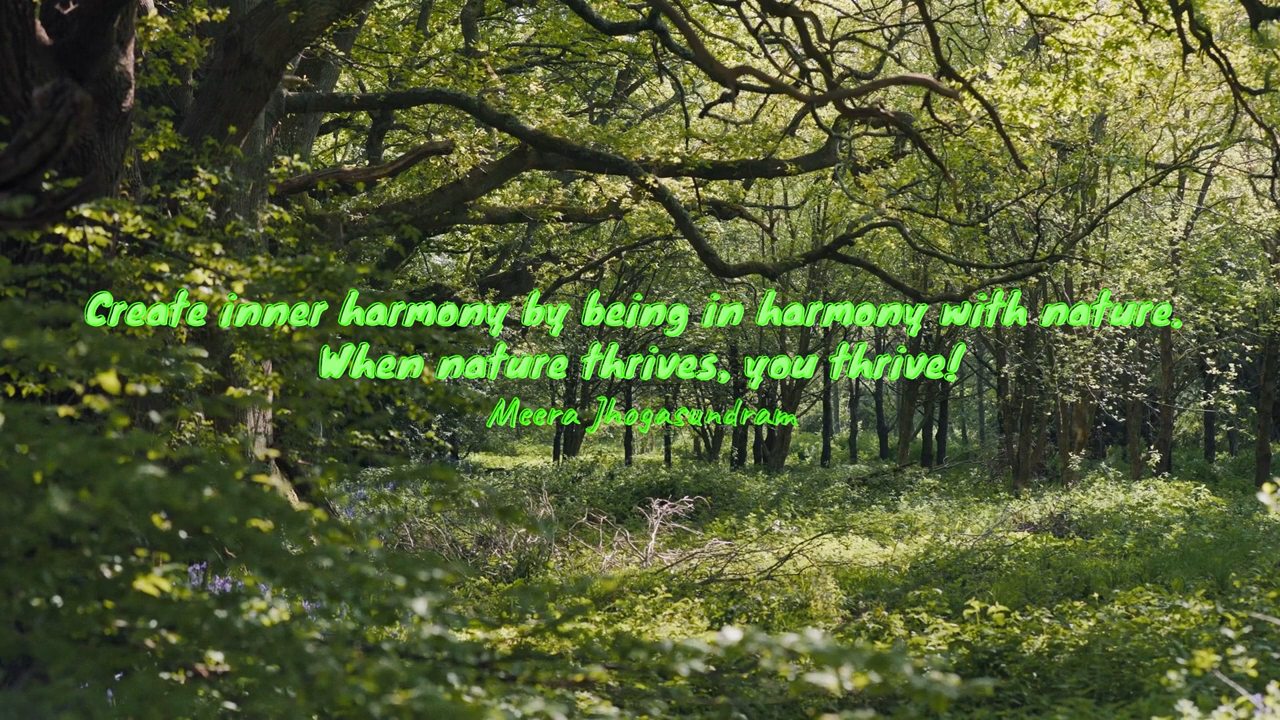 Create inner harmony by being in harmony with nature.
When nature thrives, you thrive!
Meera Jhogasundram